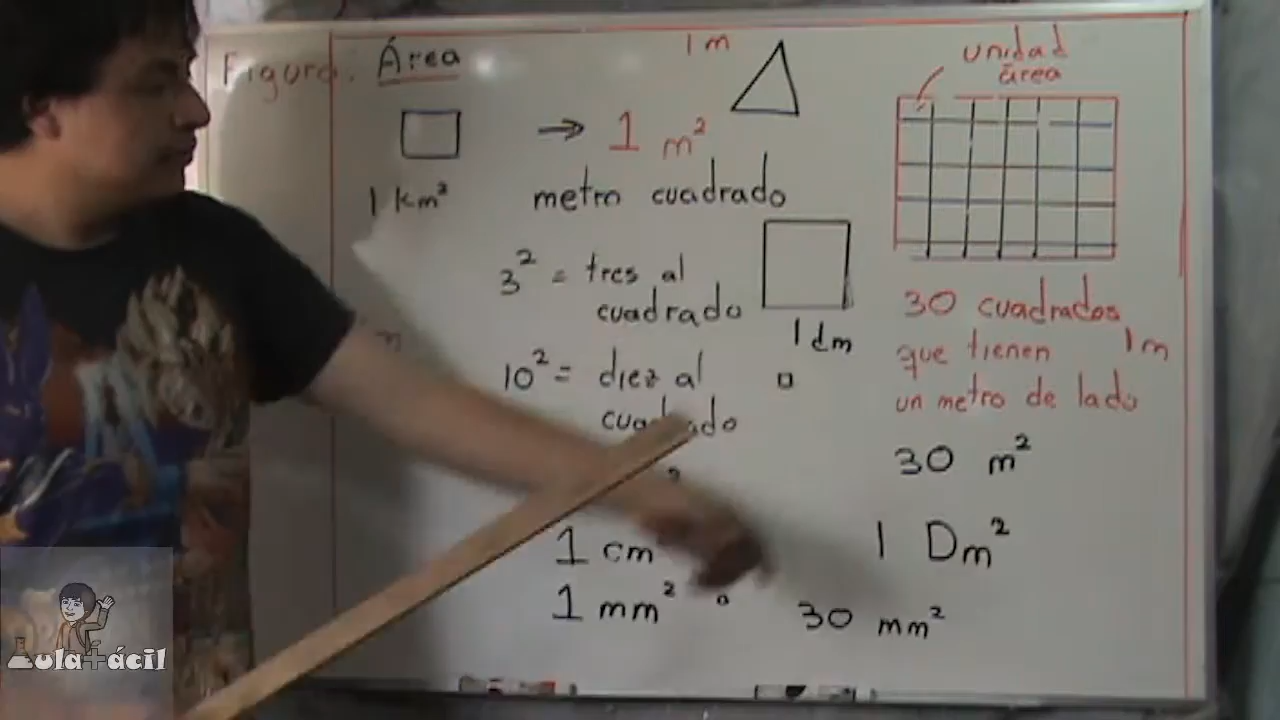 Figura. Área
1 m
unidad
área
→ 1 m²
1 km²
metro cuadrado
3² = tres al
cuadrado
1 dm
10² = diez al
30 cuadrados
que tienen 1 m
un metro de lado
30 m²
1 cm
1 Dm²
1 mm²
30 mm²
Aula+ácil